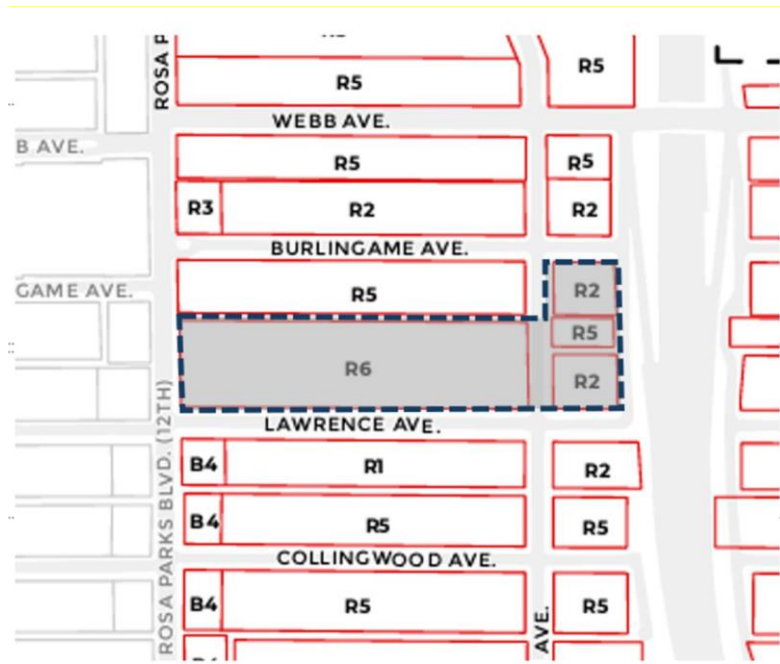 ROSA P
R5
R5
WEBB AVE.
B AVE.
R5
R5
R3
R2
R2
BURLINGAME AVE.
GAME AVE.
R5
R2
R5
R6
R2
LAWRENCE AVE.
ROSA PARKS BLVD. (12TH)
B4
R1
R2
B4
R5
R5
COLLINGWOOD AVE.
B4
R5
R5
AVE.